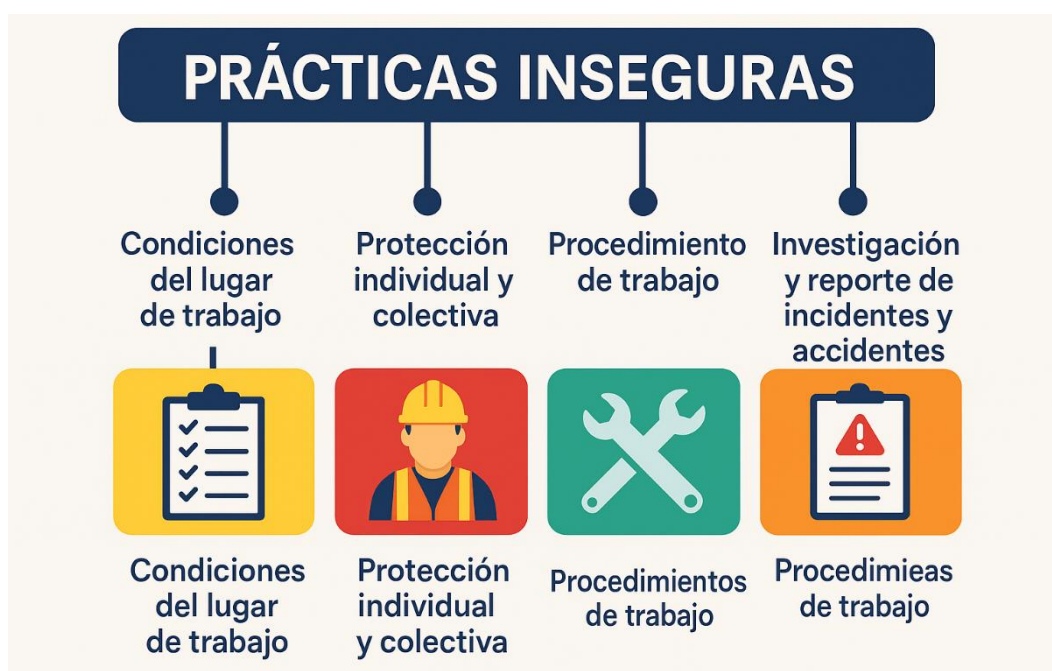 PRÁCTICAS INSEGURAS
Condiciones
del lugar
de trabajo
Protección
individual y
colectiva
Procedimiento
de trabajo
Investigación
y reporte de
incidentes y
accidentes
Condiciones
del lugar
de trabajo
Protección
individual
y colectiva
Procedimientos
de trabajo
Procedimieas
de trabajo